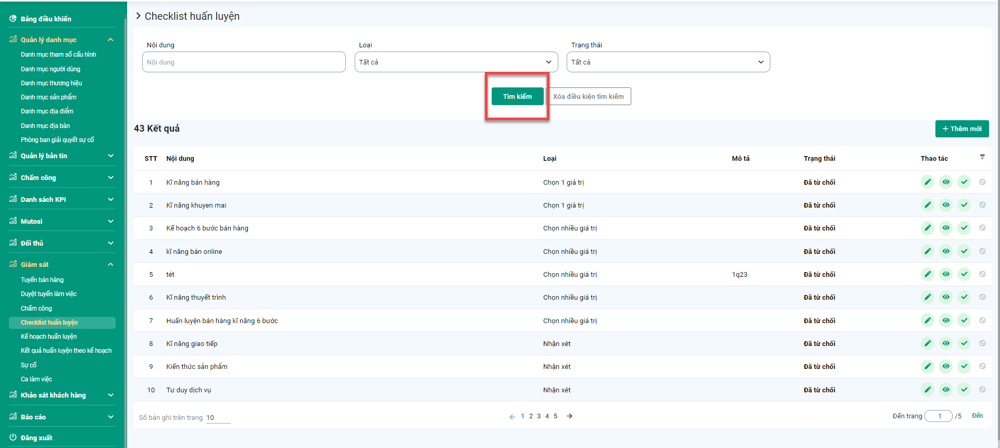 Bảng điều khiển
Quản lý danh mục
Danh mục tham số cấu hình
Danh mục người dùng
Danh mục thương hiệu
Danh mục sản phẩm
Danh mục địa điểm
Danh mục địa bàn
Phòng ban giải quyết sự cố
Quản lý bản tin
Chấm công
Danh sách KPI
Mutosi
Đối thủ
Giám sát
Tuyến bán hàng
Duyệt tuyến làm việc
Chấm công
Checklist huấn luyện
Kế hoạch huấn luyện
Kết quả huấn luyện theo kế hoạch
Sự cố
Ca làm việc
Khảo sát khách hàng
Báo cáo
Đăng xuất
Checklist huấn luyện
Nội dung Loại Trạng thái
Nội dung Tất cả Tất cả
Tìm kiếm Xóa điều kiện tìm kiếm
43 Kết quả + Thêm mới
STT Nội dung Loại Mô tả Trạng thái Thao tác
1 Kĩ năng bán hàng Chọn 1 giá trị Đã từ chối
2 Kĩ năng khuyen mai Chọn 1 giá trị Đã từ chối
3 Kế hoạch 6 bước bán hàng Chọn nhiều giá trị Đã từ chối
4 kĩ năng bán online Chọn nhiều giá trị Đã từ chối
5 tét Chọn nhiều giá trị 1q23 Đã từ chối
6 Kĩ năng thuyết trình Chọn nhiều giá trị Đã từ chối
7 Huấn luyện bán hàng kĩ năng 6 bước Chọn nhiều giá trị Đã từ chối
8 Kĩ năng giao tiếp Nhận xét Đã từ chối
9 Kiến thức sản phẩm Nhận xét Đã từ chối
10 Tư duy dịch vụ Nhận xét Đã từ chối
Số bản ghi trên trang 10 1 2 3 4 5 Đến trang 1 /5 Đến